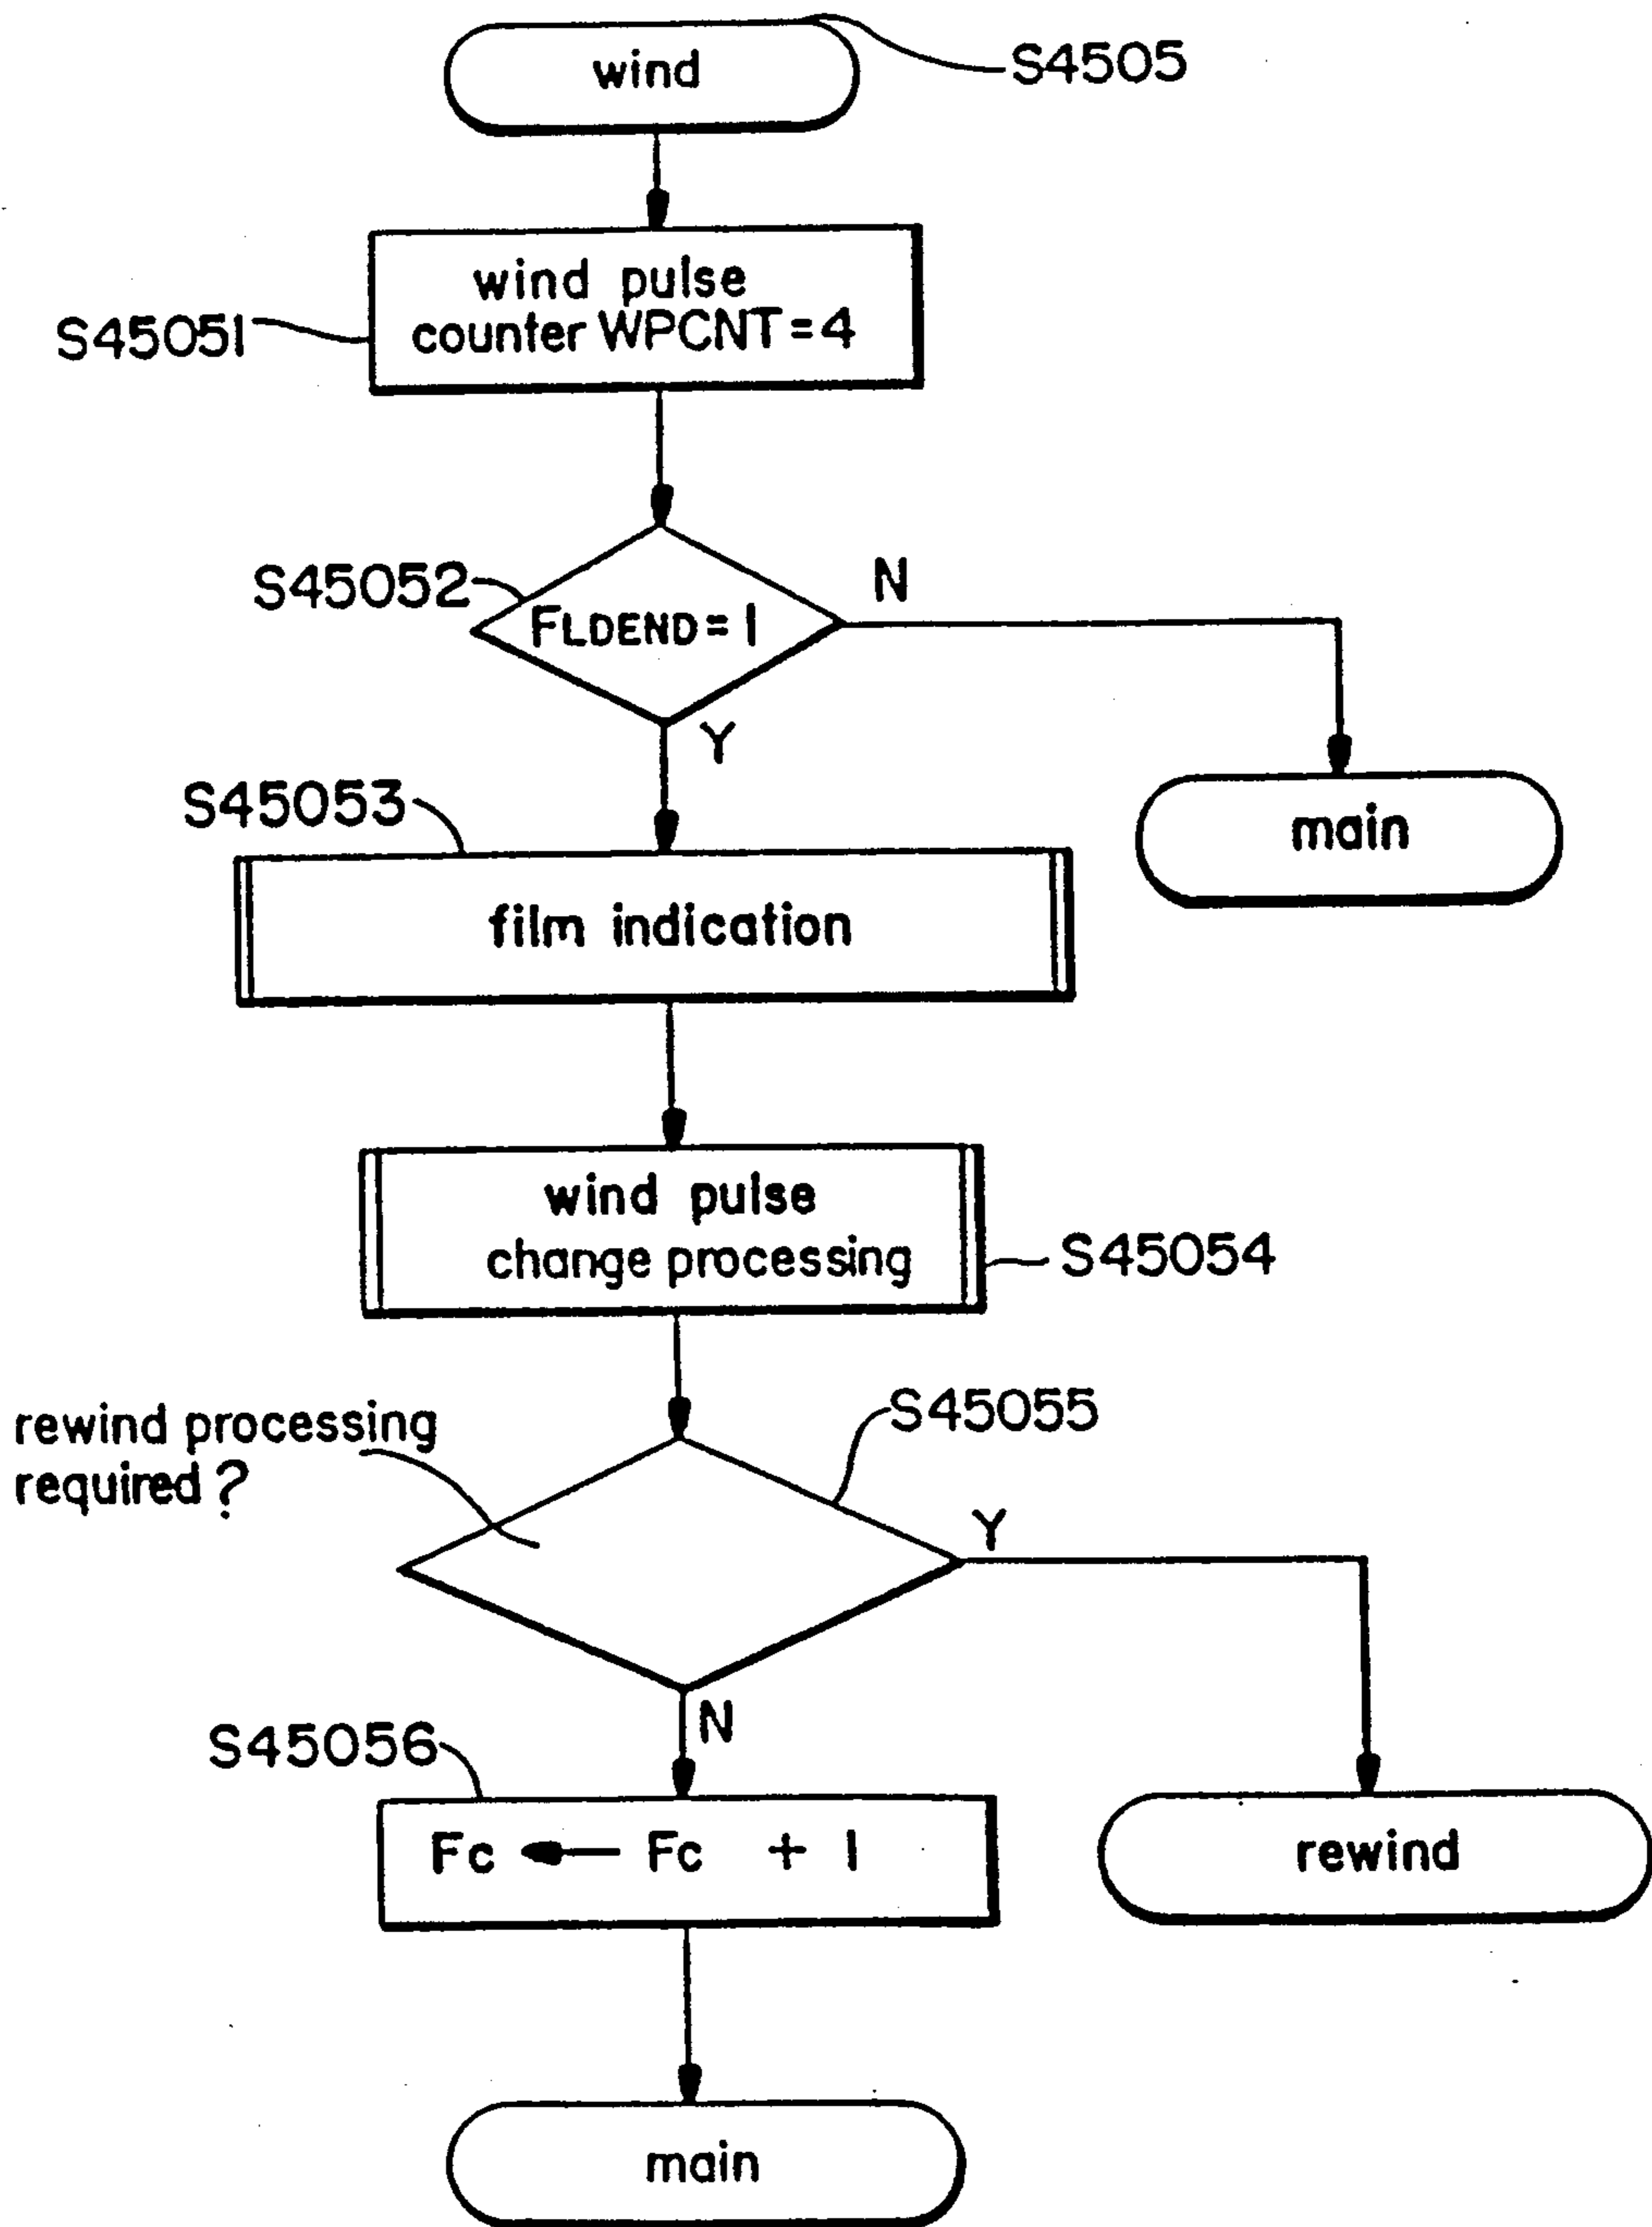 wind
S4505
wind pulse
counter WPCNT=4
S45051
S45052
FLDEND=1
N
Y
main
S45053
film indication
wind pulse
change processing
S45054
rewind processing
required?
S45055
Y
N
S45056
Fc ← Fc + 1
rewind
main